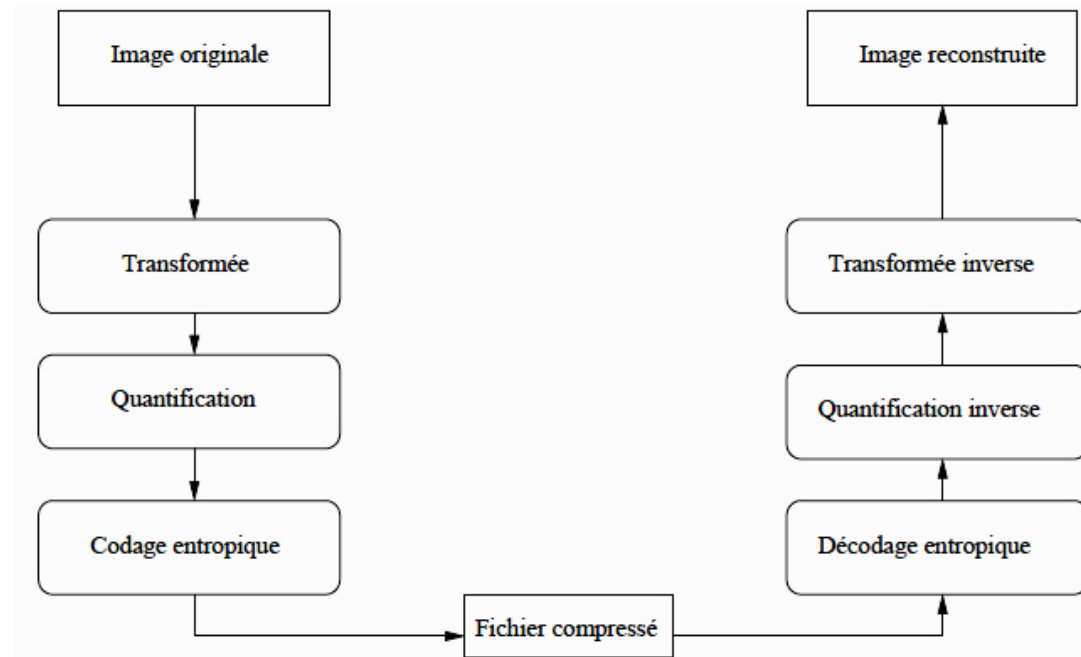 Image originale
Transformée
Quantification
Codage entropique
Fichier compressé
Décodage entropique
Quantification inverse
Transformée inverse
Image reconstruite